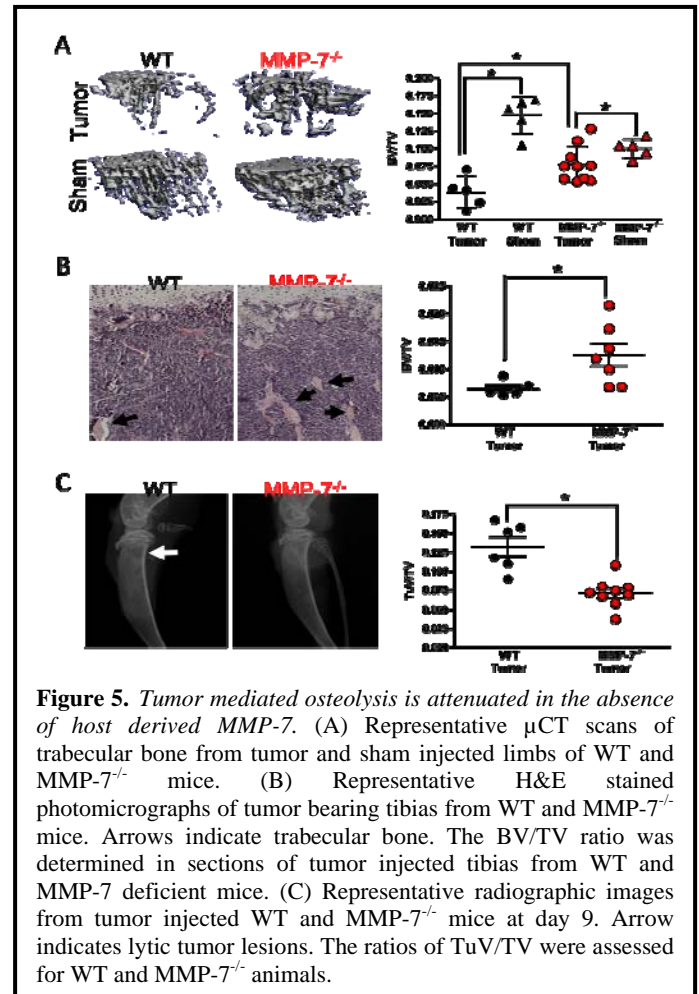 A
WT
MMP-7-/-
Tumor
Sham
BV/TV
*
*
*
WT Tumor
WT Sham
MMP-7-/- Tumor
MMP-7-/- Sham
B
WT
MMP-7-/-
BV/TV
*
WT Tumor
MMP-7-/- Tumor
C
WT
MMP-7-/-
TuV/TV
*
WT Tumor
MMP-7-/- Tumor
Figure 5. Tumor mediated osteolysis is attenuated in the absence
of host derived MMP-7. (A) Representative µCT scans of
trabecular bone from tumor and sham injected limbs of WT and
MMP-7-/- mice. (B) Representative H&E stained
photomicrographs of tumor bearing tibias from WT and MMP-7-/-
mice. Arrows indicate trabecular bone. The BV/TV ratio was
determined in sections of tumor injected tibias from WT and
MMP-7 deficient mice. (C) Representative radiographic images
from tumor injected WT and MMP-7-/- mice at day 9. Arrow
indicates lytic tumor lesions. The ratios of TuV/TV were assessed
for WT and MMP-7-/- animals.